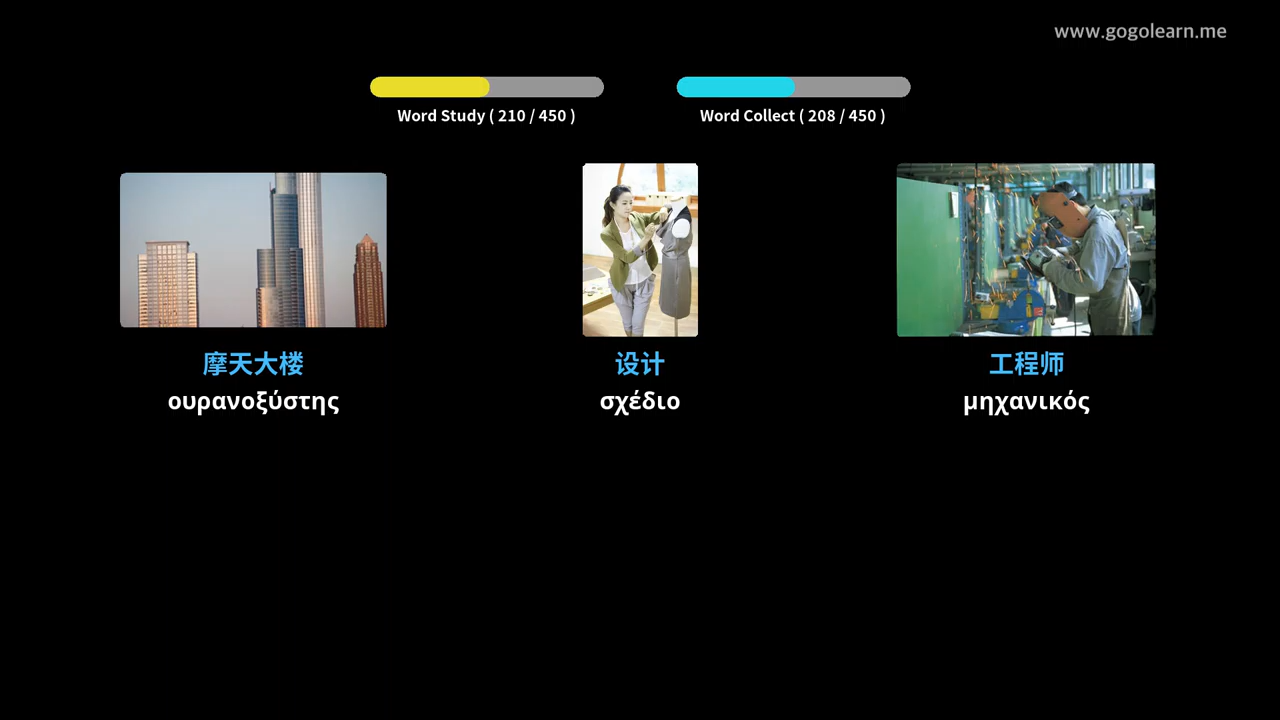 www.gogolearn.me
Word Study ( 210 / 450 )
Word Collect ( 208 / 450 )
摩天大楼
ουρανοξύστης
设计
σχέδιο
工程师
μηχανικός